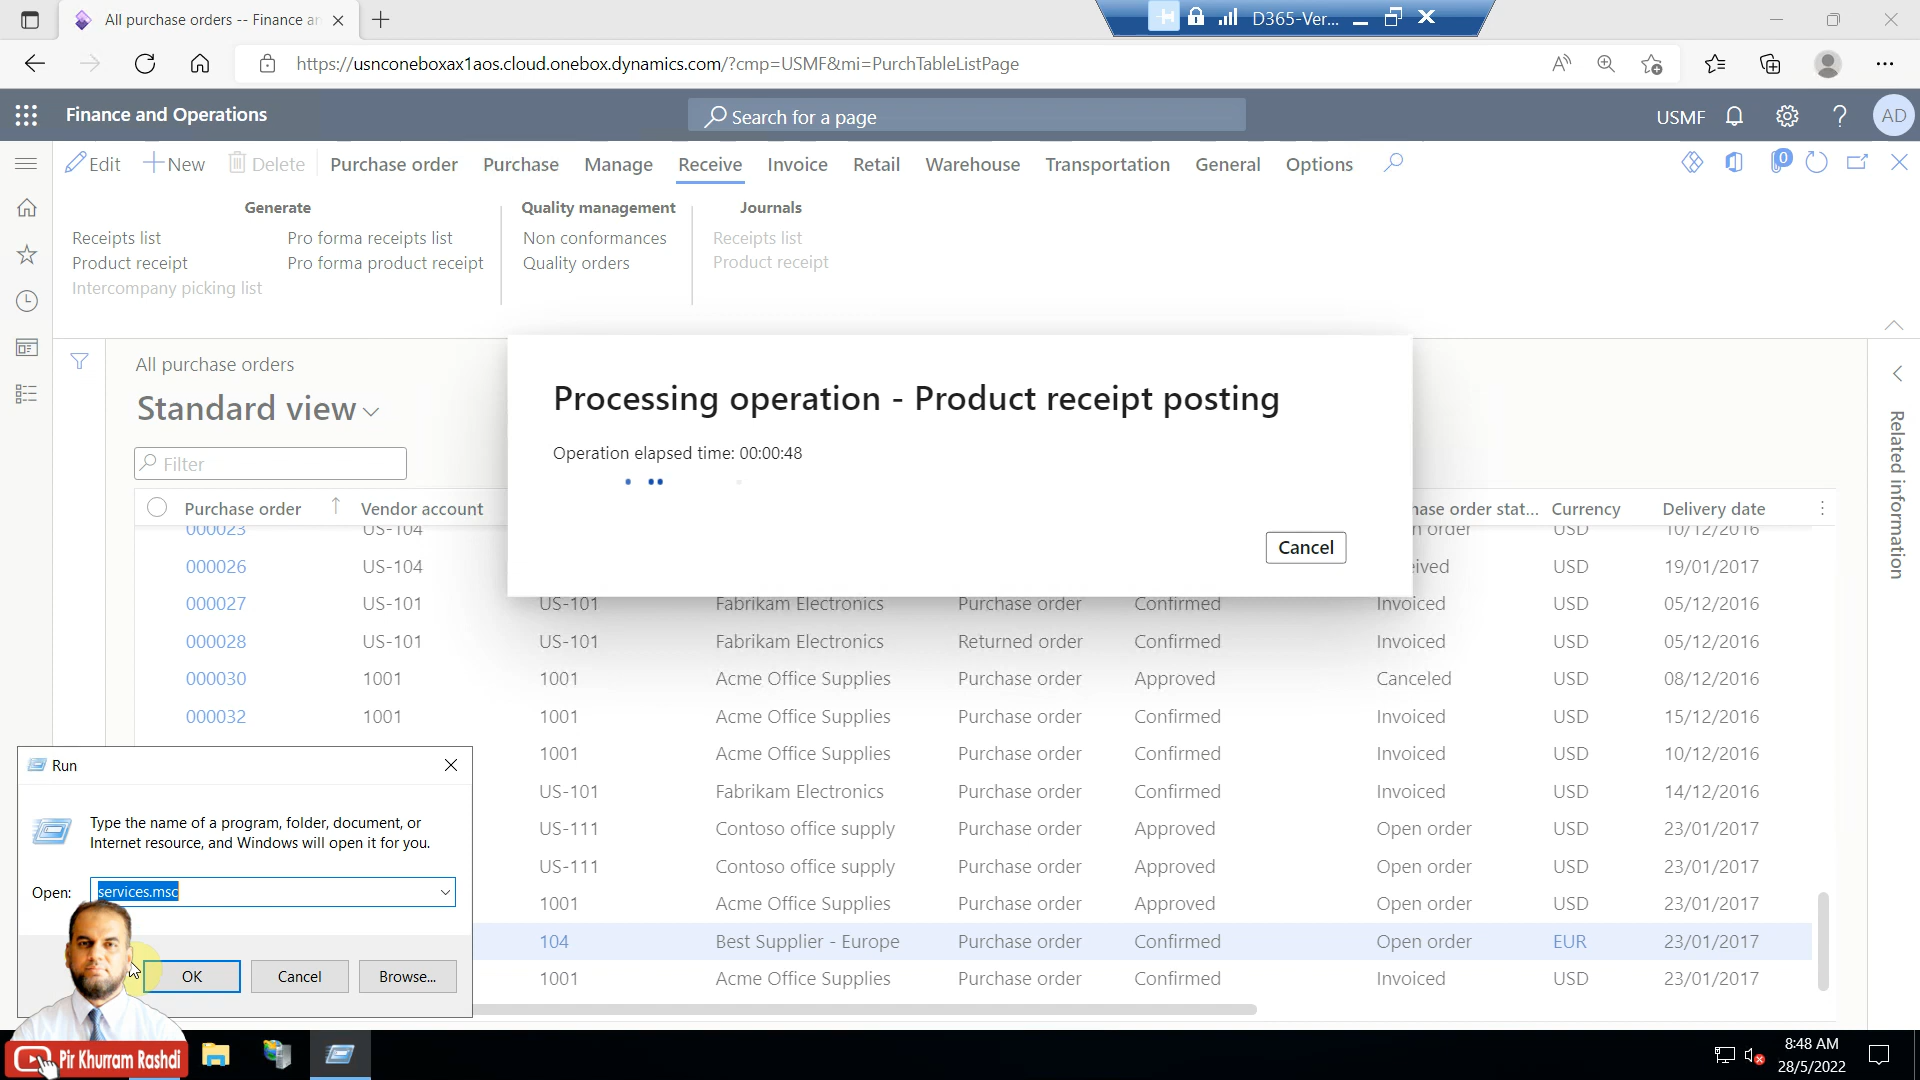 All purchase orders -- Finance a
D365-Ver...
https://usnconeboxax1aos.cloud.onebox.dynamics.com/?cmp=USMF&mi=PurchTableListPage
Finance and Operations
Search for a page
USMF
?
AD
Edit
New
Delete
Purchase order
Purchase
Manage
Receive
Invoice
Retail
Warehouse
Transportation
General
Options
0
Generate
Quality management
Journals
Receipts list
Pro forma receipts list
Non conformances
Receipts list
Product receipt
Pro forma product receipt
Quality orders
Product receipt
Intercompany picking list
All purchase orders
Standard view
Filter
Related information
Processing operation - Product receipt posting
Operation elapsed time: 00:00:48
Cancel
Purchase order Vendor account hase order stat... Currency Delivery date
000023 US-104 n order USD 10/12/2016
000026 US-104 ived USD 19/01/2017
000027 US-101 US-101 Fabrikam Electronics Purchase order Confirmed Invoiced USD 05/12/2016
000028 US-101 US-101 Fabrikam Electronics Returned order Confirmed Invoiced USD 05/12/2016
000030 1001 1001 Acme Office Supplies Purchase order Approved Canceled USD 08/12/2016
000032 1001 1001 Acme Office Supplies Purchase order Confirmed Invoiced USD 15/12/2016
1001 Acme Office Supplies Purchase order Confirmed Invoiced USD 10/12/2016
US-101 Fabrikam Electronics Purchase order Confirmed Invoiced USD 14/12/2016
US-111 Contoso office supply Purchase order Approved Open order USD 23/01/2017
US-111 Contoso office supply Purchase order Approved Open order USD 23/01/2017
1001 Acme Office Supplies Purchase order Approved Open order USD 23/01/2017
104 Best Supplier - Europe Purchase order Confirmed Open order EUR 23/01/2017
1001 Acme Office Supplies Purchase order Confirmed Invoiced USD 23/01/2017
Run
Type the name of a program, folder, document, or
Internet resource, and Windows will open it for you.
Open: services.msc
OK
Cancel
Browse...
Pir Khurram Rashdi
8:48 AM
28/5/2022